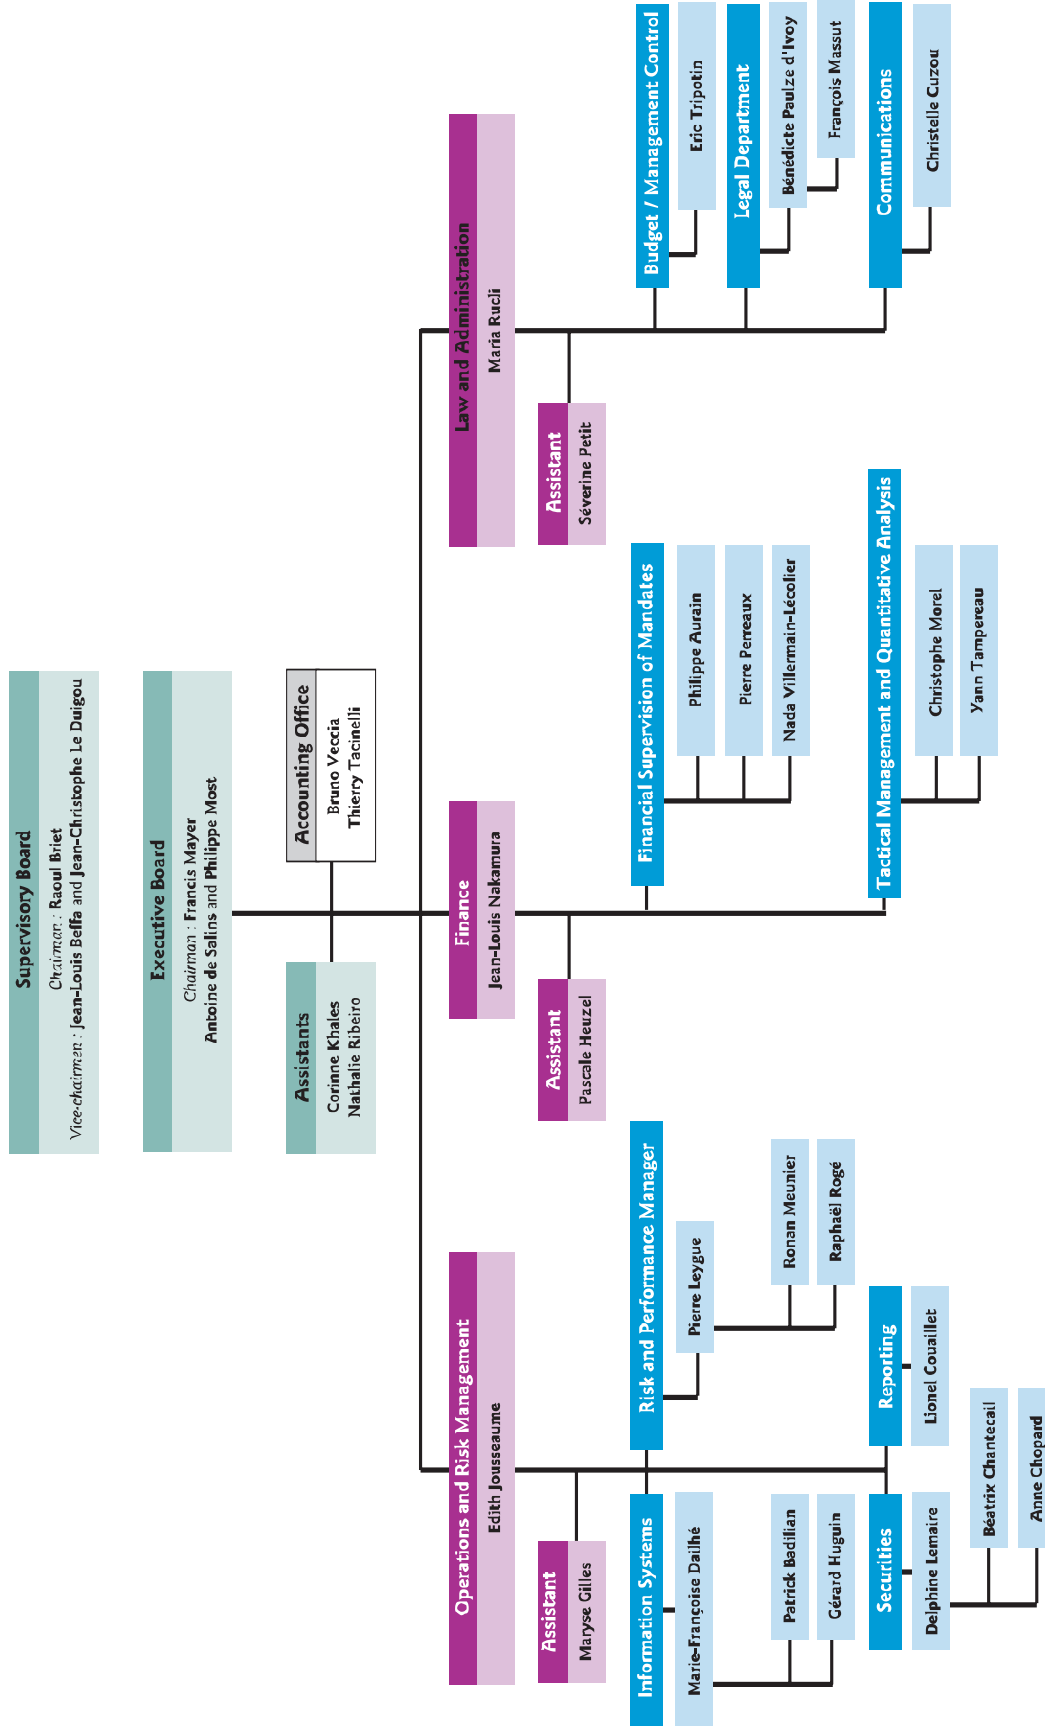 Supervisory Board
Chairman : Raoul Briet
Vice-chairmen : Jean-Louis Beffa and Jean-Christophe Le Duigou
Executive Board
Chairman : Francis Mayer
Antoine de Salins and Philippe Most
Assistants
Corinne Khales
Nathalie Ribeiro
Accounting Office
Bruno Veccia
Thierry Tacinelli
Operations and Risk Management
Edith Jousseaume
Finance
Jean-Louis Nakamura
Law and Administration
Maria Rucli
Assistant
Maryse Gilles
Assistant
Pascale Heuzel
Assistant
Séverine Petit
Information Systems
Marie-Françoise Dailhé
Patrick Badilian
Gérard Huguin
Risk and Performance Manager
Pierre Leygue
Ronan Meunier
Raphaël Rogé
Securities
Delphine Lemaire
Béatrix Chantecail
Anne Chopard
Reporting
Lionel Couaillet
Financial Supervision of Mandates
Philippe Aurain
Pierre Perreaux
Nada Villermain-Lécolier
Tactical Management and Quantitative Analysis
Christophe Morel
Yann Tampereau
Budget / Management Control
Eric Tripotin
Legal Department
Bénédicte Paulze d'Ivoy
François Massut
Communications
Christelle Cuzou